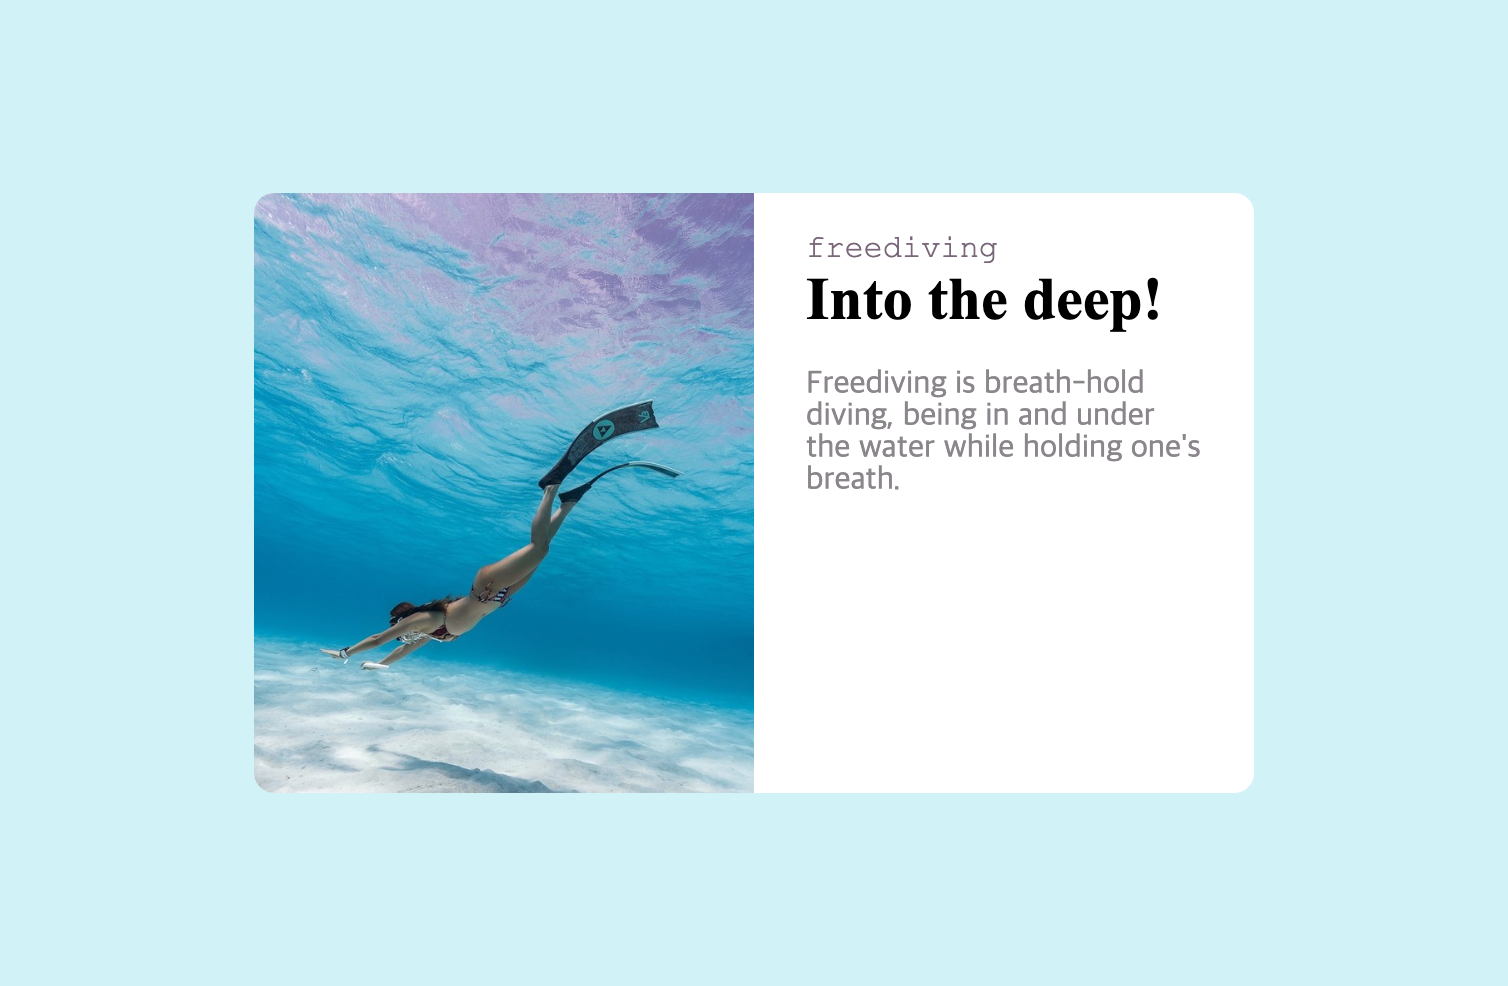 freediving
Into the deep!
Freediving is breath-hold
diving, being in and under
the water while holding one's
breath.